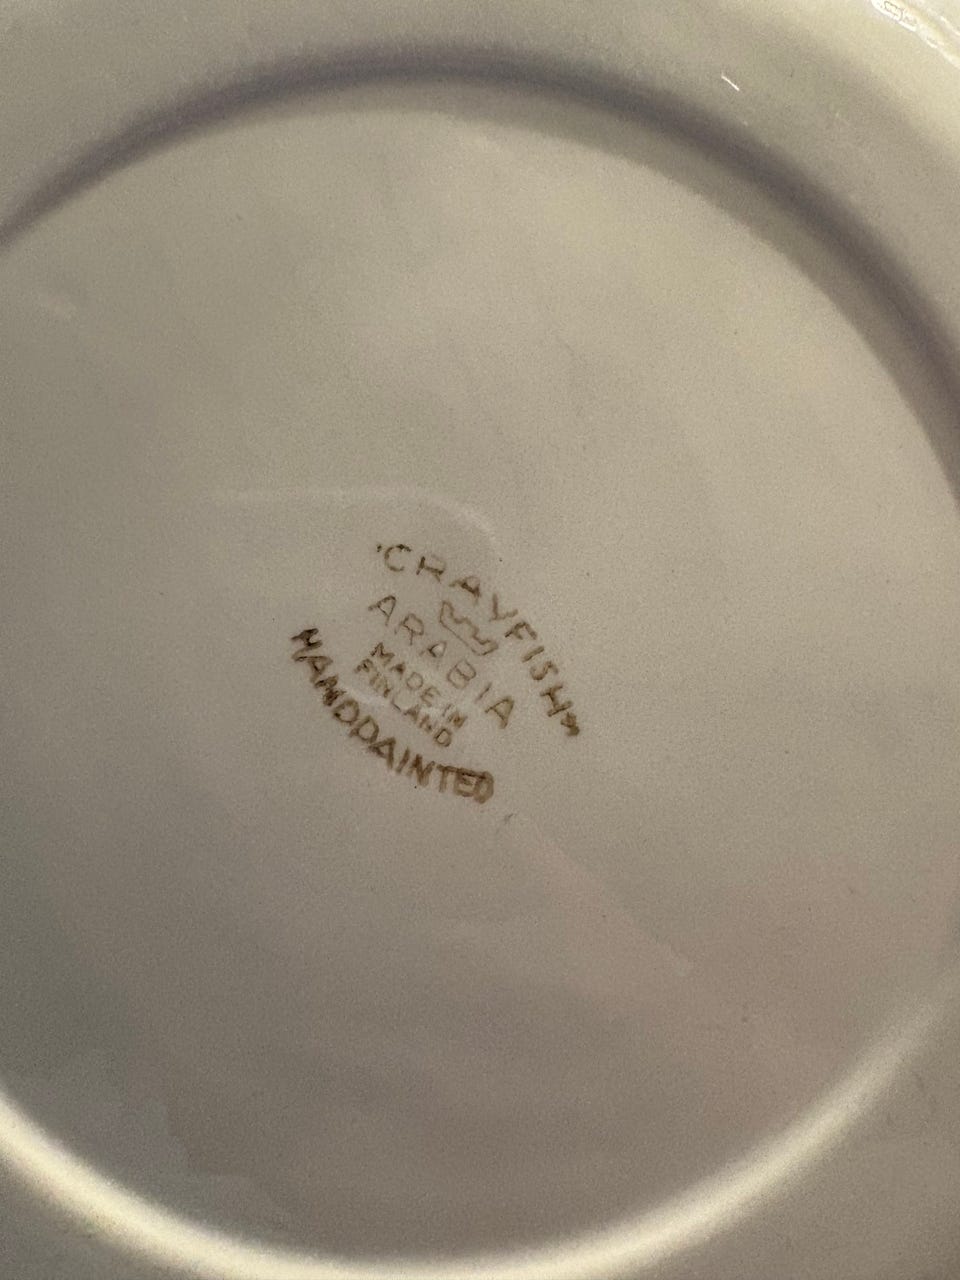 "CRAYFISH"
ARABIA
MADE IN
FINLAND
HANDPAINTED